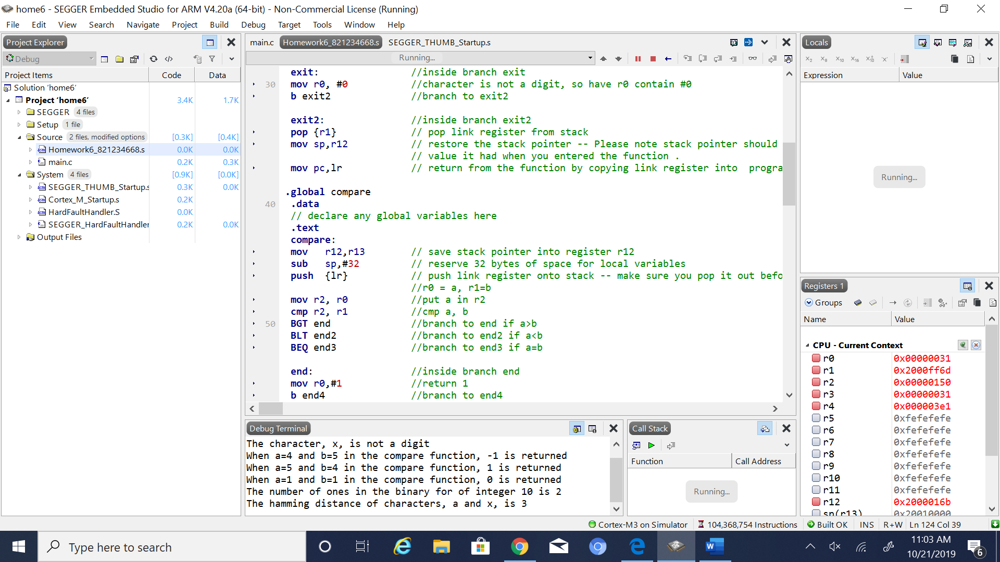 home6 - SEGGER Embedded Studio for ARM V4.20a (64-bit) - Non-Commercial License (Running)
File Edit View Search Navigate Project Build Debug Target Tools Window Help
Project Explorer
Debug
Project Items Code Data
Solution ‘home6’
Project ‘home6’ 3.4K 1.7K
SEGGER 4 files
Setup 1 file
Source 2 files, modified options [0.3K] [0.4K]
Homework6_821234668.s 0.0K 0.0K
main.c 0.2K 0.3K
System 4 files [0.9K] [0.0K]
SEGGER_THUMB_Startup.s 0.3K 0.0K
Cortex_M_Startup.s 0.2K
HardFaultHandler.S 0.0K
SEGGER_HardFaultHandler 0.2K 0.0K
Output Files
main.c Homework6_821234668.s SEGGER_THUMB_Startup.s
Running...
exit: //inside branch exit
30 mov r0, #0 //character is not a digit, so have r0 contain #0
b exit2 //branch to exit2
exit2: //inside branch exit2
pop {r1} // pop link register from stack
mov sp,r12 // restore the stack pointer -- Please note stack pointer should
// value it had when you entered the function .
mov pc,lr // return from the function by copying link register into progra
.global compare
40 .data
// declare any global variables here
.text
compare:
mov r12,r13 // save stack pointer into register r12
sub sp,#32 // reserve 32 bytes of space for local variables
push {lr} // push link register onto stack -- make sure you pop it out befo
//r0 = a, r1=b
mov r2, r0 //put a in r2
cmp r2, r1 //cmp a, b
50 BGT end //branch to end if a>b
BLT end2 //branch to end2 if a<b
BEQ end3 //branch to end3 if a=b
end: //inside branch end
mov r0,#1 //return 1
b end4 //branch to end4
Debug Terminal
The character, x, is not a digit
When a=4 and b=5 in the compare function, -1 is returned
When a=5 and b=4 in the compare function, 1 is returned
When a=1 and b=1 in the compare function, 0 is returned
The number of ones in the binary for of integer 10 is 2
The hamming distance of characters, a and x, is 3
Call Stack
Function Call Address
Running...
Locals
x2 x8 x10 x16
Expression Value
Running...
Registers 1
Groups
Name Value
CPU - Current Context
r0 0x00000031
r1 0x2000ff6d
r2 0x00000150
r3 0x00000031
r4 0x000003e1
r5 0xfefefefe
r6 0xfefefefe
r7 0xfefefefe
r8 0xfefefefe
r9 0xfefefefe
r10 0xfefefefe
r11 0xfefefefe
r12 0x2000016b
sp(r13) 0x20010000
Cortex-M3 on Simulator 104,368,754 Instructions Built OK INS R+W Ln 124 Col 39
Type here to search
11:03 AM
10/21/2019
6